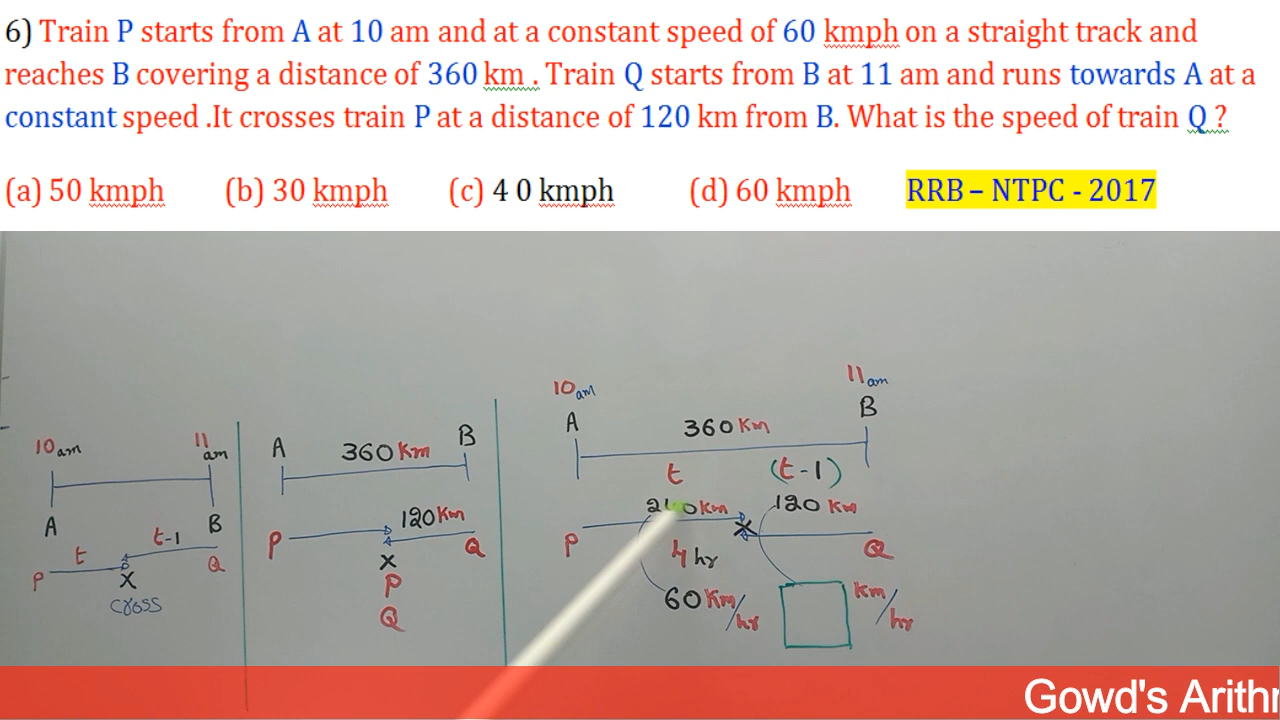 6) Train P starts from A at 10 am and at a constant speed of 60 kmph on a straight track and
reaches B covering a distance of 360 km . Train Q starts from B at 11 am and runs towards A at a
constant speed .It crosses train P at a distance of 120 km from B. What is the speed of train Q ?
(a) 50 kmph (b) 30 kmph (c) 4 0 kmph (d) 60 kmph RRB – NTPC - 2017
10 am 11 am
A B
t t-1
P Q
X
cross
A 360 Km B
120 Km
P Q
X
P
Q
10 am 11 am
A B
360 Km
t (t-1)
240 Km 120 Km
X
P 4 hr Q
60 Km/hr Km/hr
Gowd's Arith